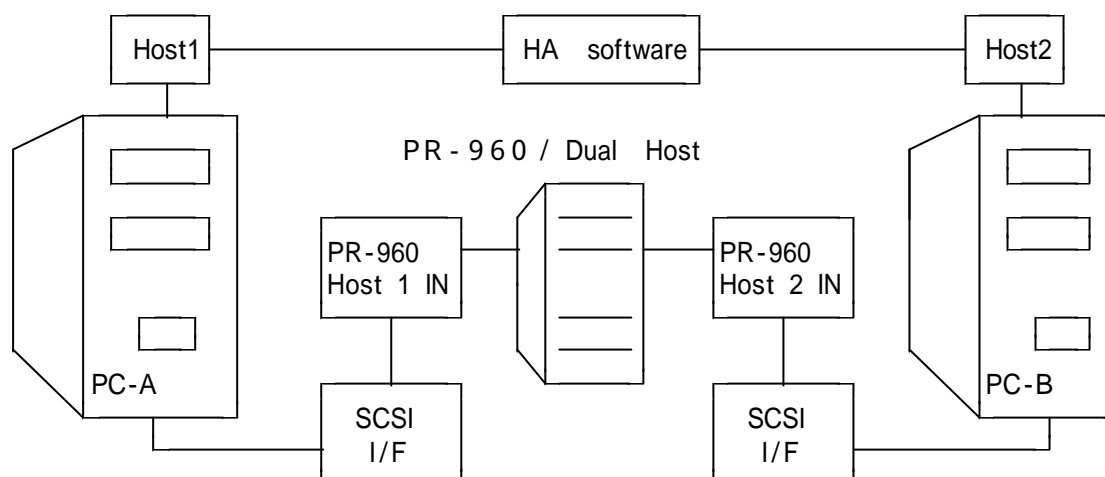 Host1
HA software
Host2
PR-960 / Dual Host
PR-960
Host 1 IN
PR-960
Host 2 IN
PC-A
PC-B
SCSI
I/F
SCSI
I/F